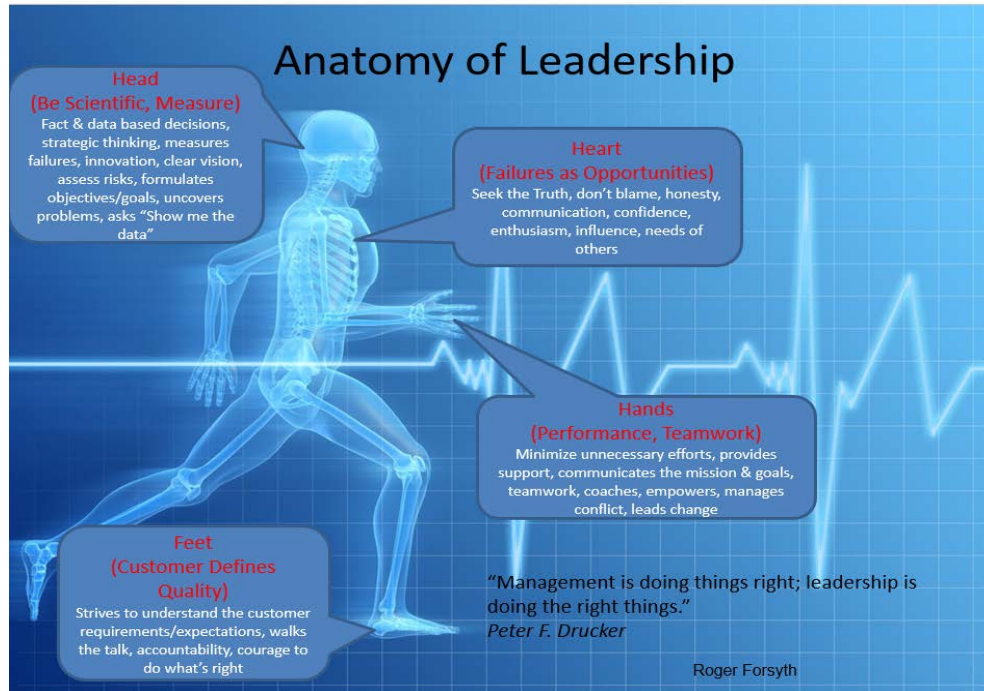 Anatomy of Leadership
Head
(Be Scientific, Measure)
Fact & data based decisions,
strategic thinking, measures
failures, innovation, clear vision,
assess risks, formulates
objectives/goals, uncovers
problems, asks “Show me the
data”
Heart
(Failures as Opportunities)
Seek the Truth, don’t blame, honesty,
communication, confidence,
enthusiasm, influence, needs of
others
Hands
(Performance, Teamwork)
Minimize unnecessary efforts, provides
support, communicates the mission & goals,
teamwork, coaches, empowers, manages
conflict, leads change
Feet
(Customer Defines
Quality)
Strives to understand the customer
requirements/expectations, walks
the talk, accountability, courage to
do what’s right
“Management is doing things right; leadership is
doing the right things.”
Peter F. Drucker
Roger Forsyth